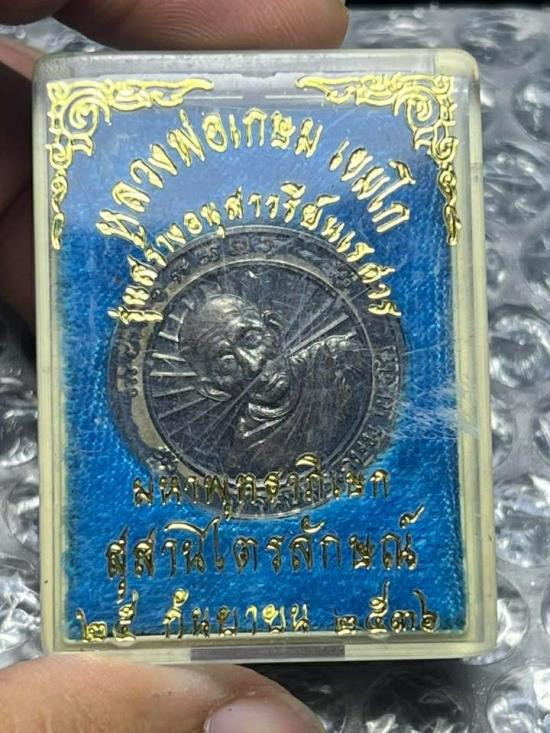 หลวงพ่อเกษม เขมโก
รุ่นสร้างอนุสาวรีย์นเรศวร
มหาพุทธาภิเษก
สุสานไตรลักษณ์
๒๕ กันยายน ๒๕๓๖